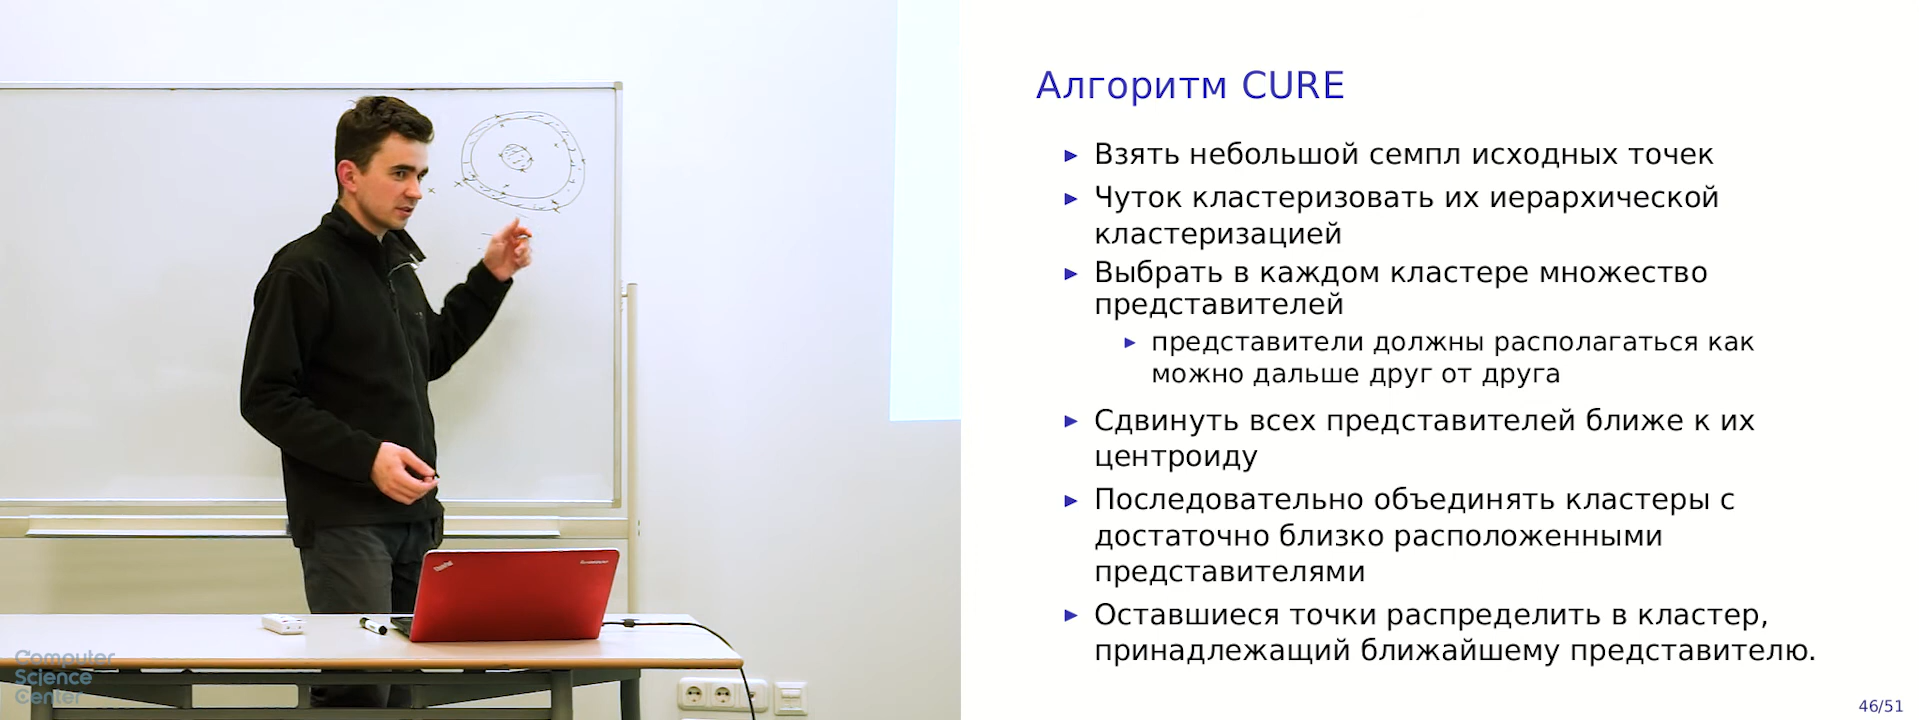 Computer
Science
Center
ThinkPad
Алгоритм CURE
► Взять небольшой семпл исходных точек
► Чуток кластеризовать их иерархической
кластеризацией
► Выбрать в каждом кластере множество
представителей
► представители должны располагаться как
можно дальше друг от друга
► Сдвинуть всех представителей ближе к их
центроиду
► Последовательно объединять кластеры с
достаточно близко расположенными
представителями
► Оставшиеся точки распределить в кластер,
принадлежащий ближайшему представителю.
46/51